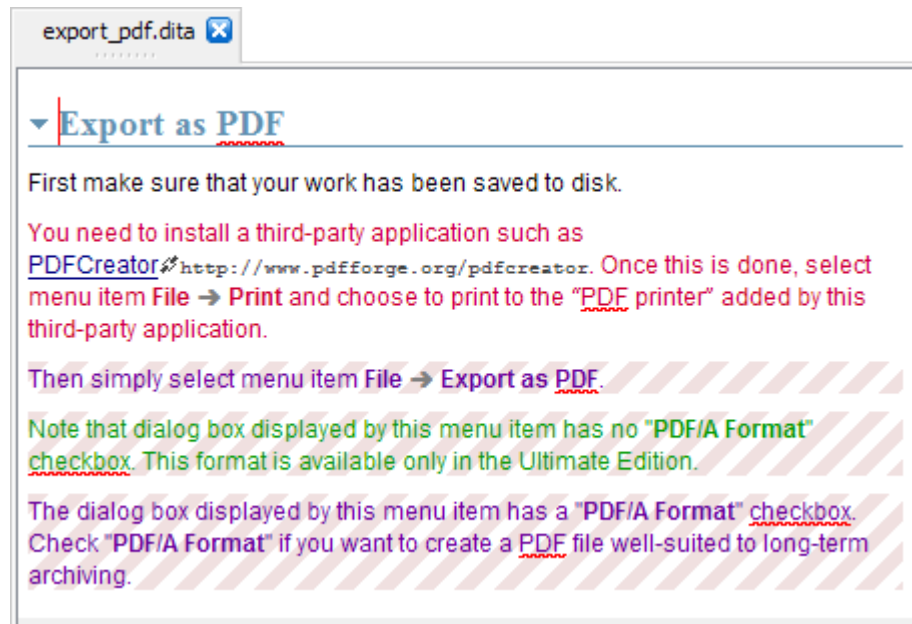 export_pdf.dita
Export as PDF
First make sure that your work has been saved to disk.
You need to install a third-party application such as
PDFCreator http://www.pdfforge.org/pdfcreator. Once this is done, select
menu item File ➔ Print and choose to print to the “PDF printer” added by this
third-party application.
Then simply select menu item File ➔ Export as PDF.
Note that dialog box displayed by this menu item has no "PDF/A Format"
checkbox. This format is available only in the Ultimate Edition.
The dialog box displayed by this menu item has a "PDF/A Format" checkbox.
Check "PDF/A Format" if you want to create a PDF file well-suited to long-term
archiving.